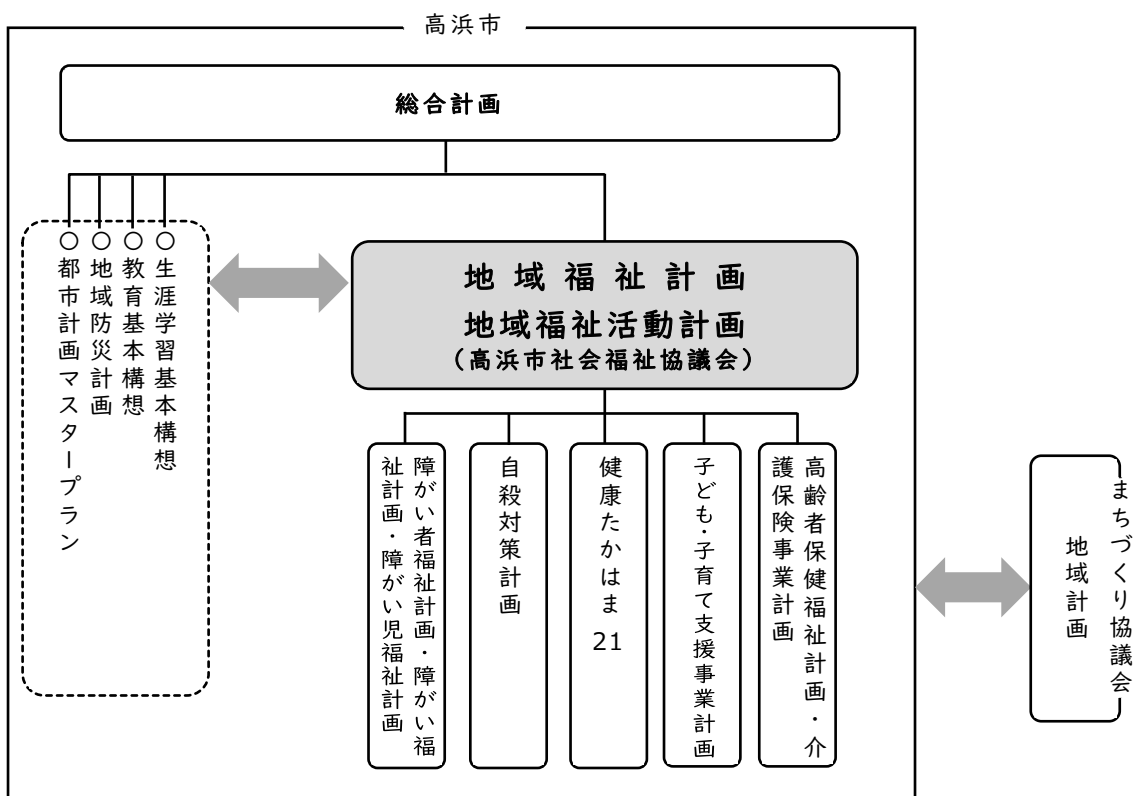 高浜市
総合計画
○生涯学習基本構想
○教育基本構想
○地域防災計画
○都市計画マスタープラン
地域福祉計画
地域福祉活動計画
（高浜市社会福祉協議会）
高齢者保健福祉計画・介
護保険事業計画
子ども・子育て支援事業計画
健康たかはま21
自殺対策計画
障がい者福祉計画・障がい福
祉計画・障がい児福祉計画
まちづくり協議会
地域計画